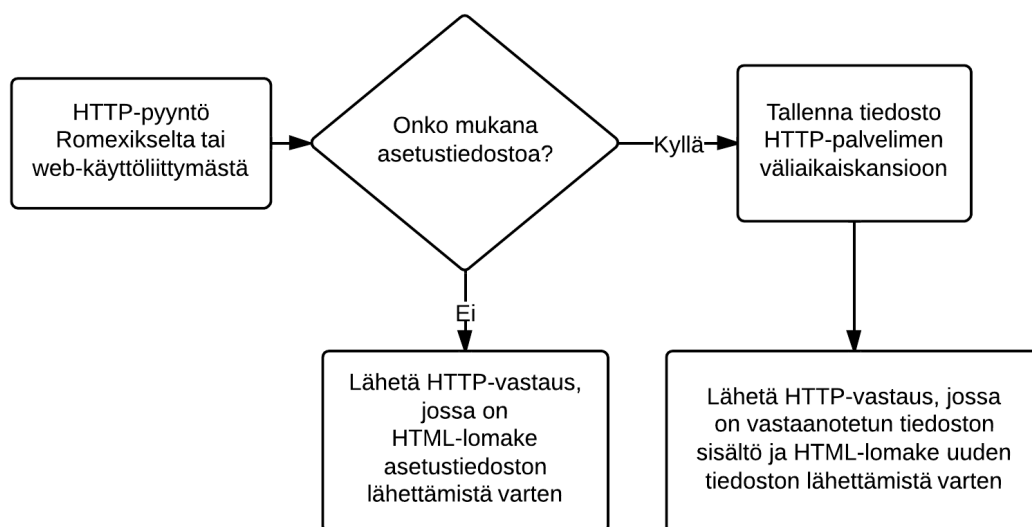 HTTP-pyyntö
Romexikselta tai
web-käyttöliittymästä
Onko mukana
asetustiedostoa?
Kyllä
Tallenna tiedosto
HTTP-palvelimen
väliaikaiskansioon
Ei
Lähetä HTTP-vastaus,
jossa on
HTML-lomake
asetustiedoston
lähettämistä varten
Lähetä HTTP-vastaus, jossa
on vastaanotetun tiedoston
sisältö ja HTML-lomake uuden
tiedoston lähettämistä varten